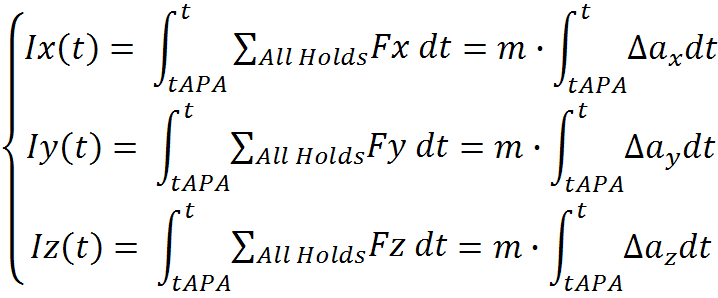 Ix(t) = ∫_{tAPA}^{t} ∑_{All Holds} Fx dt = m · ∫_{tAPA}^{t} Δa_x dt
Iy(t) = ∫_{tAPA}^{t} ∑_{All Holds} Fy dt = m · ∫_{tAPA}^{t} Δa_y dt
Iz(t) = ∫_{tAPA}^{t} ∑_{All Holds} Fz dt = m · ∫_{tAPA}^{t} Δa_z dt